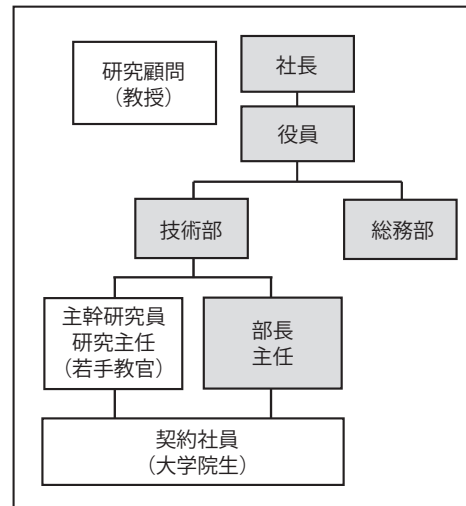 研究顧問
（教授）
社長
役員
技術部
総務部
主幹研究員
研究主任
（若手教官）
部長
主任
契約社員
（大学院生）